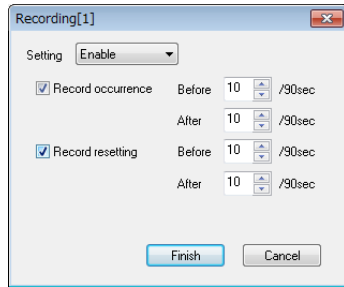 Recording[1]
Setting Enable
Record occurrence Before 10 /90sec
After 10 /90sec
Record resetting Before 10 /90sec
After 10 /90sec
Finish Cancel